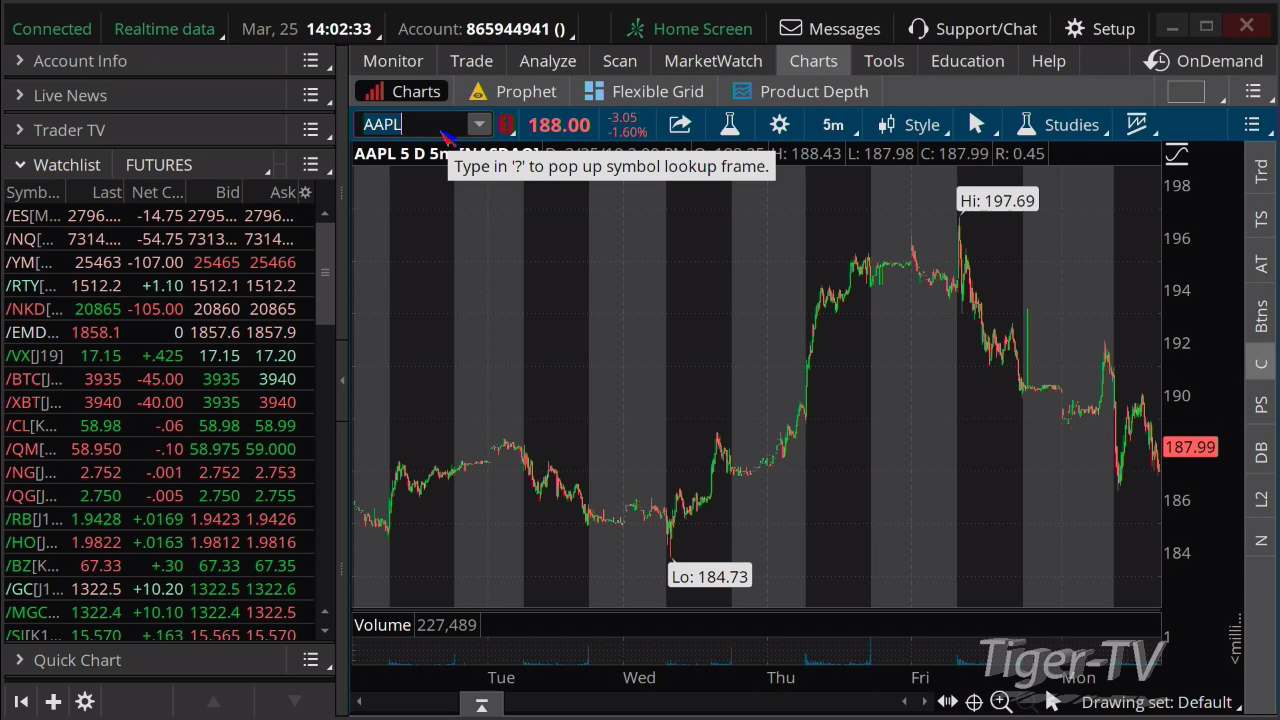 Connected Realtime data Mar, 25 14:02:33 Account: 865944941 () Home Screen Messages Support/Chat Setup
Account Info
Live News
Trader TV
Watchlist FUTURES
Symb... Last Net C... Bid Ask
/ES[M... 2796.... -14.75 2795... 2796...
/NQ[... 7314.... -54.75 7313... 7314...
/YM[... 25463 -107.00 25465 25466
/RTY[... 1512.2 +1.10 1512.1 1512.2
/NKD[... 20865 -105.00 20860 20865
/EMD... 1858.1 0 1857.6 1857.9
/VX[J19] 17.15 +.425 17.15 17.20
/BTC[J... 3935 -45.00 3935 3940
/XBT[... 3940 -40.00 3935 3940
/CL[K... 58.98 -.06 58.98 58.99
/QM[... 58.950 -.10 58.975 59.000
/NG[J... 2.752 -.001 2.752 2.753
/QG[J... 2.750 -.005 2.750 2.750
/RB[J1... 1.9428 +.0169 1.9423 1.9426
/HO[J... 1.9822 +.0163 1.9812 1.9816
/BZ[K... 67.33 +.30 67.33 67.35
/GC[J... 1322.5 +10.20 1322.5 1322.6
/MGC... 1322.4 +10.10 1322.4 1322.5
/SI[K1... 15.570 +.163 15.565 15.570
Quick Chart
Monitor Trade Analyze Scan MarketWatch Charts Tools Education Help OnDemand
Charts Prophet Flexible Grid Product Depth
AAPL 188.00 -3.05 -1.60% 5m Style Studies
AAPL 5 D 5m [NASDAQ] H: 188.43 L: 187.98 C: 187.99 R: 0.45
Type in '?' to pop up symbol lookup frame.
Hi: 197.69
Lo: 184.73
198
196
194
192
190
187.99
186
184
Volume 227,489
1
<milli...
Tue Wed Thu Fri Mon
Tiger-TV
Drawing set: Default
Trd
TS
AT
Btns
C
PS
DB
L2
N